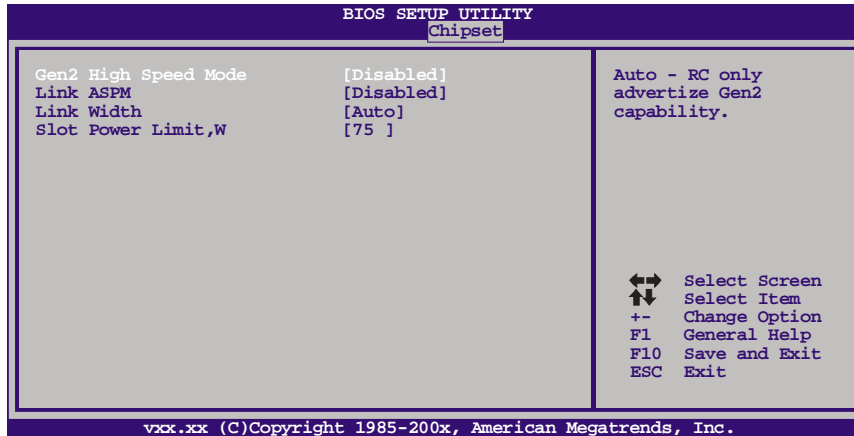 BIOS SETUP UTILITY
Chipset
Gen2 High Speed Mode [Disabled]
Link ASPM [Disabled]
Link Width [Auto]
Slot Power Limit,W [75 ]
Auto - RC only
advertize Gen2
capability.
Select Screen
Select Item
+- Change Option
F1 General Help
F10 Save and Exit
ESC Exit
vxx.xx (C)Copyright 1985-200x, American Megatrends, Inc.